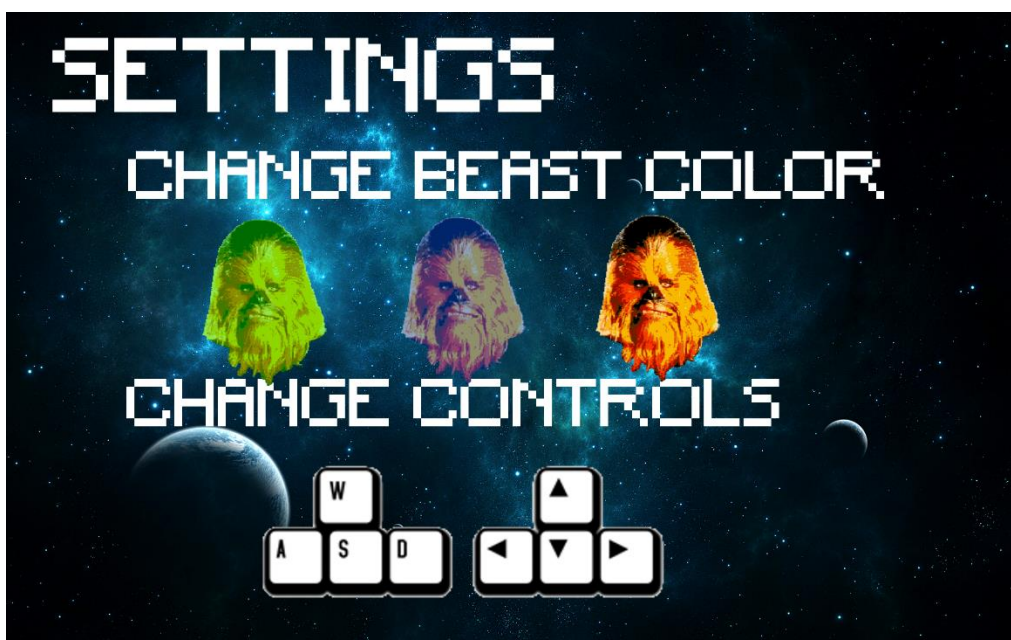 SETTINGS
CHANGE BEAST COLOR
CHANGE CONTROLS
W
A S D